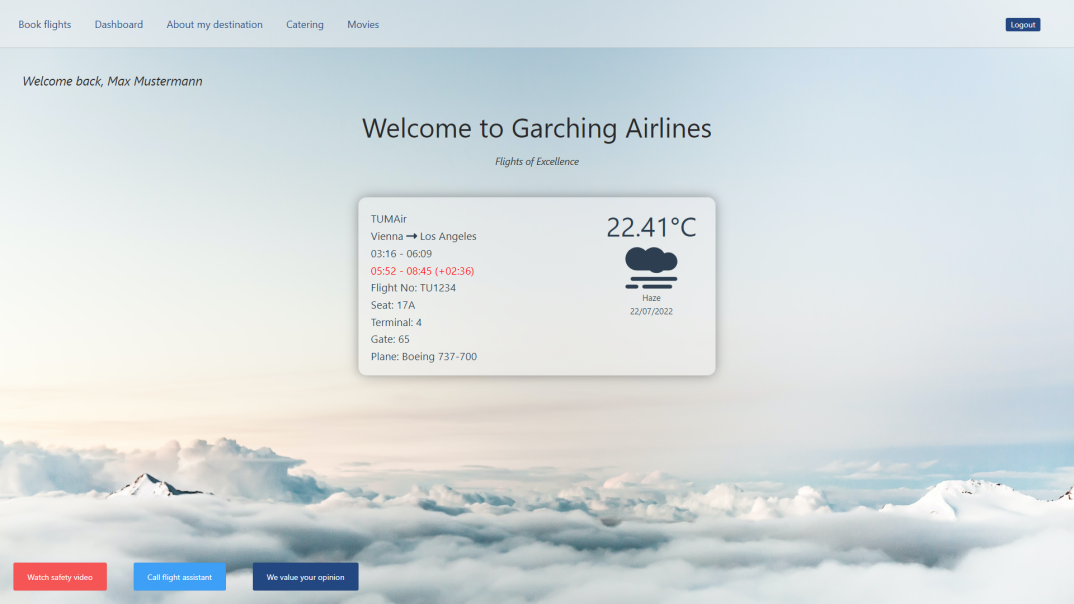 Book flights Dashboard About my destination Catering Movies Logout
Welcome back, Max Mustermann
Welcome to Garching Airlines
Flights of Excellence
TUMAir
Vienna → Los Angeles
03:16 - 06:09
05:52 - 08:45 (+02:36)
Flight No: TU1234
Seat: 17A
Terminal: 4
Gate: 65
Plane: Boeing 737-700
22.41°C
Haze
22/07/2022
Watch safety video Call flight assistant We value your opinion